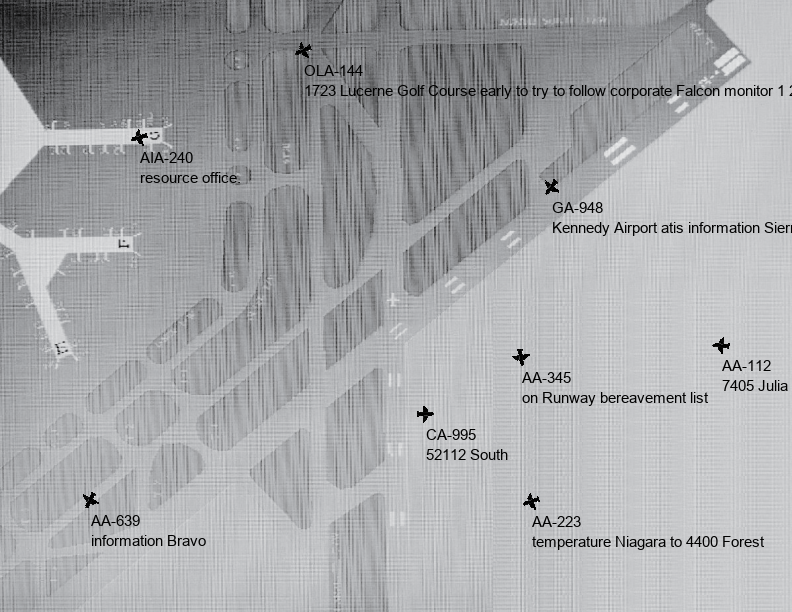 OLA-144
1723 Lucerne Golf Course early to try to follow corporate Falcon monitor 1 2
AIA-240
resource office
GA-948
Kennedy Airport atis information Sierr
AA-345
on Runway bereavement list
AA-112
7405 Julia
CA-995
52112 South
AA-639
information Bravo
AA-223
temperature Niagara to 4400 Forest